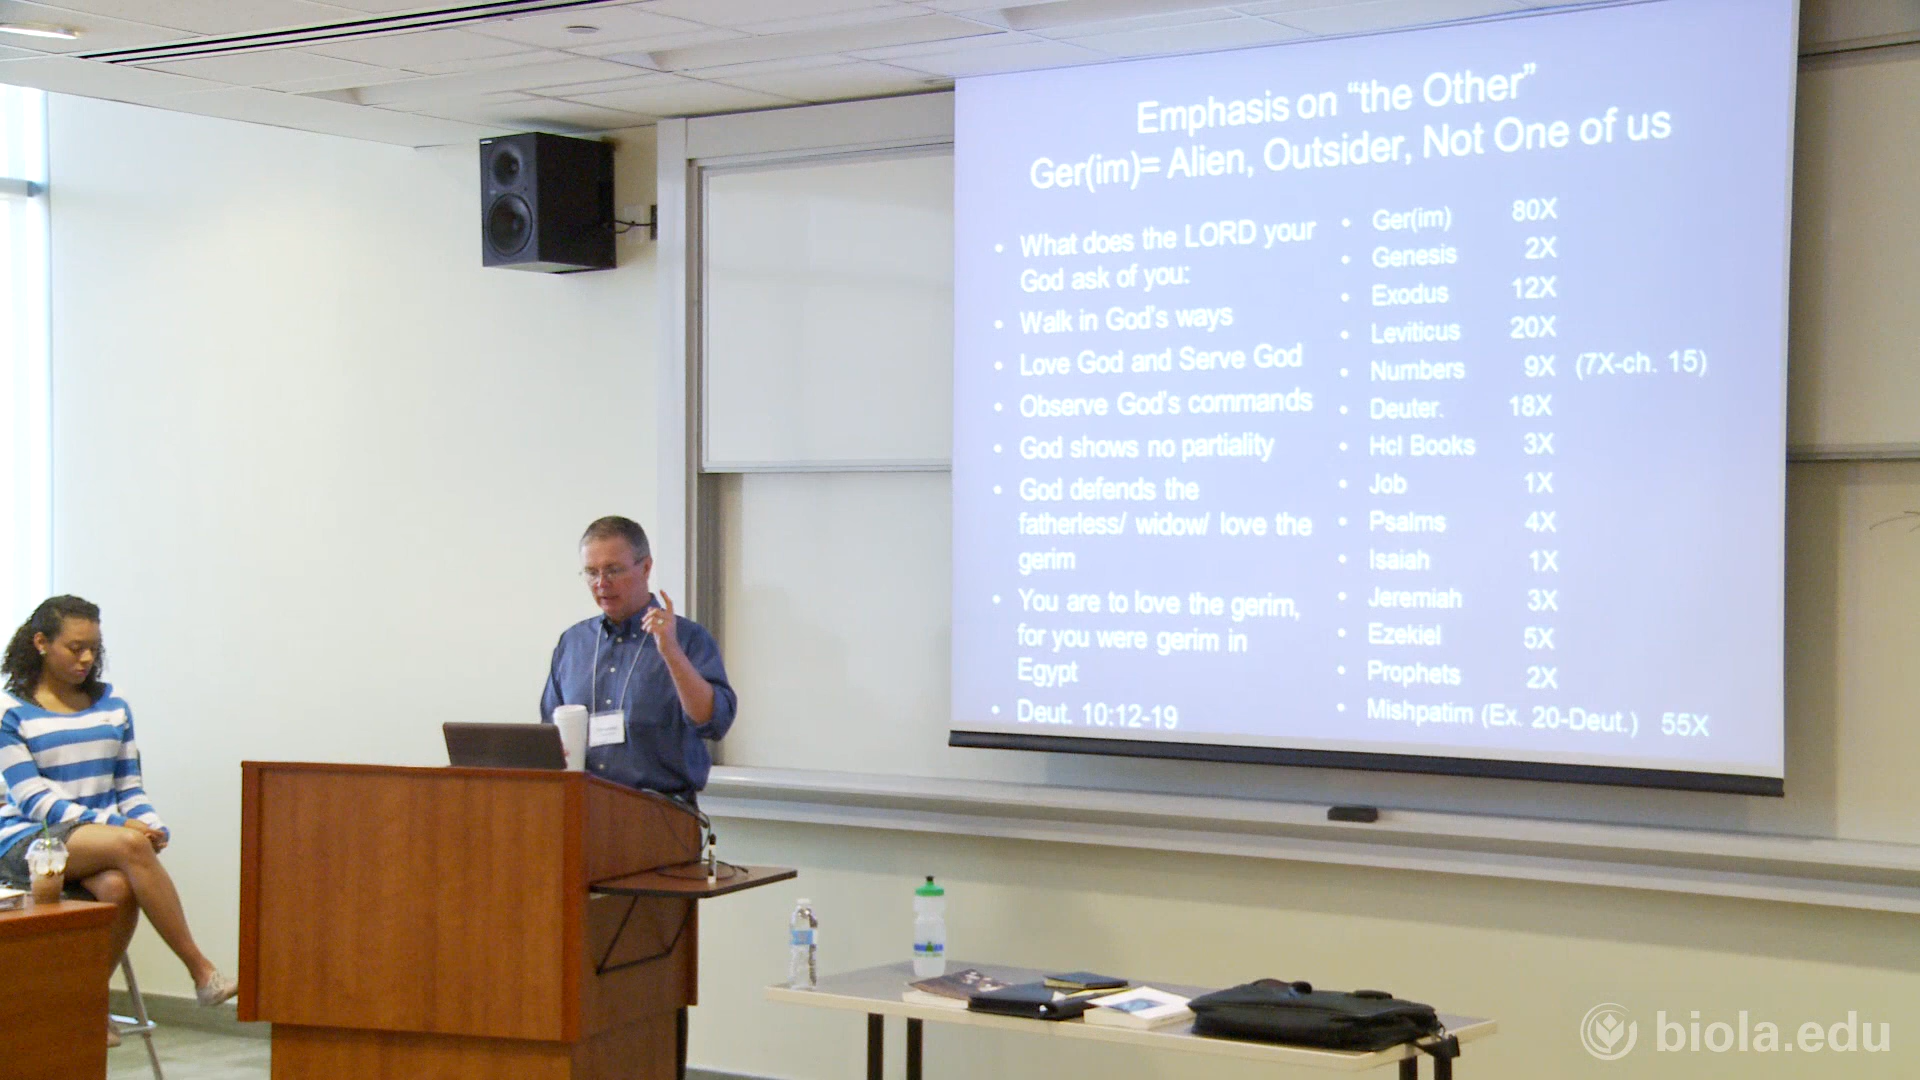 Emphasis on “the Other”
Ger(im)= Alien, Outsider, Not One of us
• What does the LORD your
God ask of you:
• Walk in God's ways
• Love God and Serve God
• Observe God's commands
• God shows no partiality
• God defends the
fatherless/ widow/ love the
gerim
• You are to love the gerim,
for you were gerim in
Egypt
• Deut. 10:12-19
• Ger(im) 80X
• Genesis 2X
• Exodus 12X
• Leviticus 20X
• Numbers 9X (7X-ch. 15)
• Deuter. 18X
• Hcl Books 3X
• Job 1X
• Psalms 4X
• Isaiah 1X
• Jeremiah 3X
• Ezekiel 5X
• Prophets 2X
• Mishpatim (Ex. 20-Deut.) 55X
biola.edu